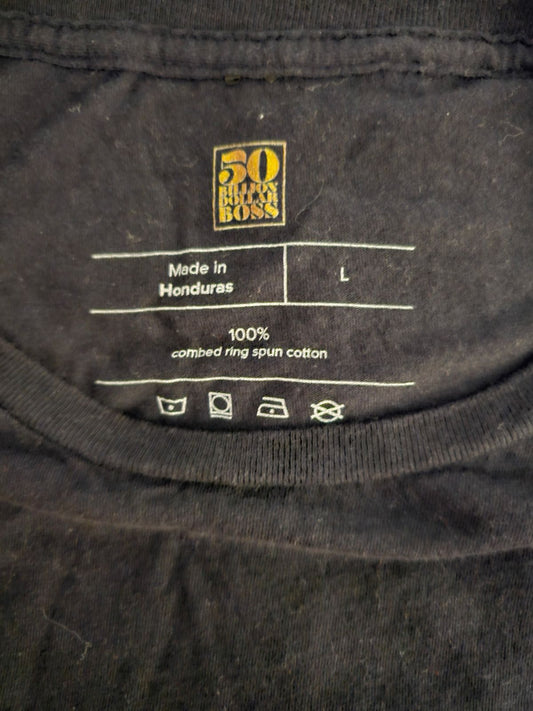 50
BILLION
DOLLAR
BOSS
Made in
Honduras
L
100%
combed ring spun cotton